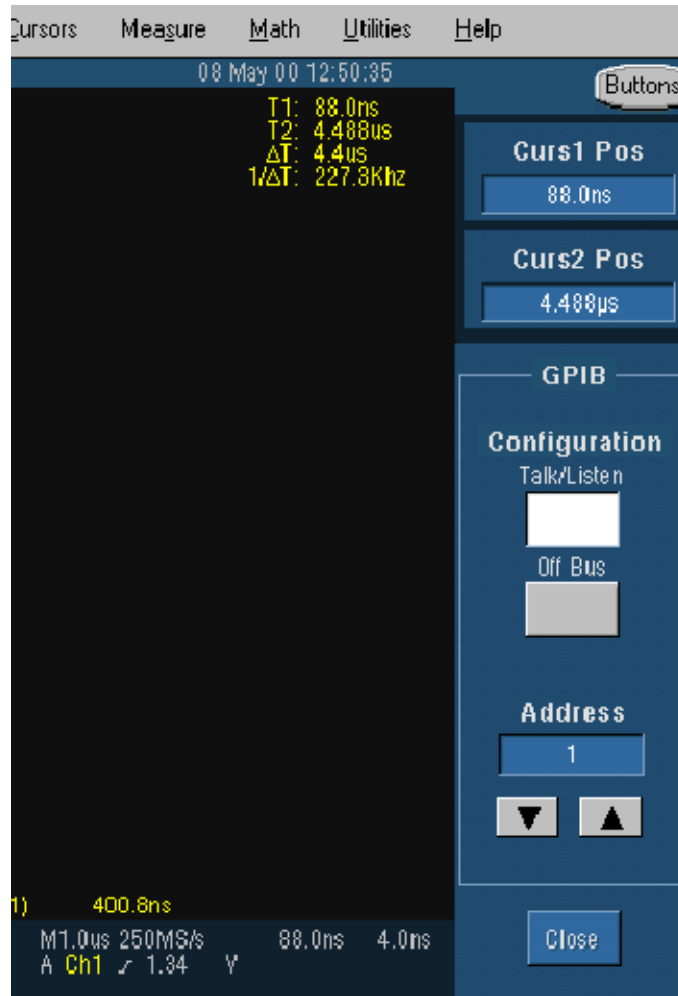 Cursors Measure Math Utilities Help
08 May 00 12:50:35
Buttons
T1: 88.0ns
T2: 4.488us
ΔT: 4.4us
1/ΔT: 227.3Khz
Curs1 Pos
88.0ns
Curs2 Pos
4.488µs
GPIB
Configuration
Talk/Listen
Off Bus
Address
1
1) 400.8ns
M1.0us 250MS/s 88.0ns 4.0ns
A Ch1 1.34 V
Close